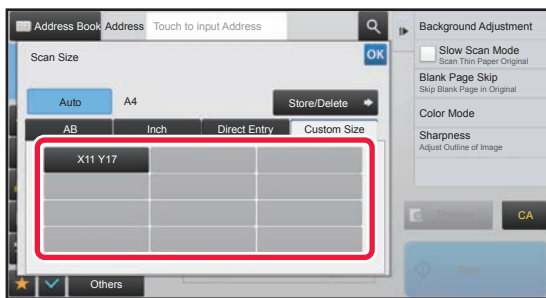 Address Book Address Touch to input Address
Scan Size
OK
Auto A4 Store/Delete
AB Inch Direct Entry Custom Size
X11 Y17
Others
Background Adjustment
Slow Scan Mode
Scan Thin Paper Original
Blank Page Skip
Skip Blank Page in Original
Color Mode
Sharpness
Adjust Outline of Image
Preview
CA
Start